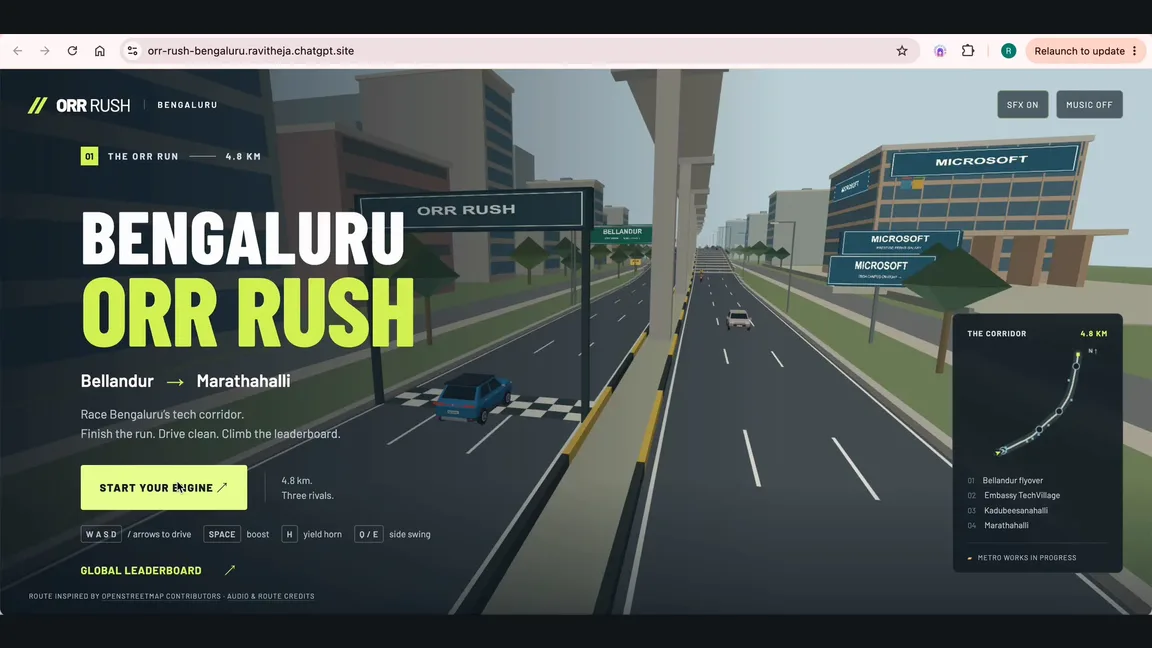 orr-rush-bengaluru.ravitheja.chatgpt.site
R
Relaunch to update
ORR RUSH
BENGALURU
SFX ON
MUSIC OFF
01 THE ORR RUN 4.8 KM
MICROSOFT
MICROSOFT
ORR RUSH
BELLANDUR
MICROSOFT
MICROSOFT
BENGALURU
ORR RUSH
Bellandur → Marathahalli
Race Bengaluru's tech corridor.
Finish the run. Drive clean. Climb the leaderboard.
START YOUR ENGINE ↗
4.8 km.
Three rivals.
W A S D / arrows to drive SPACE boost H yield horn Q / E side swing
GLOBAL LEADERBOARD ↗
ROUTE INSPIRED BY OPENSTREETMAP CONTRIBUTORS · AUDIO & ROUTE CREDITS
THE CORRIDOR 4.8 KM
N ↑
01 Bellandur flyover
02 Embassy TechVillage
03 Kadubeesanahalli
04 Marathahalli
METRO WORKS IN PROGRESS